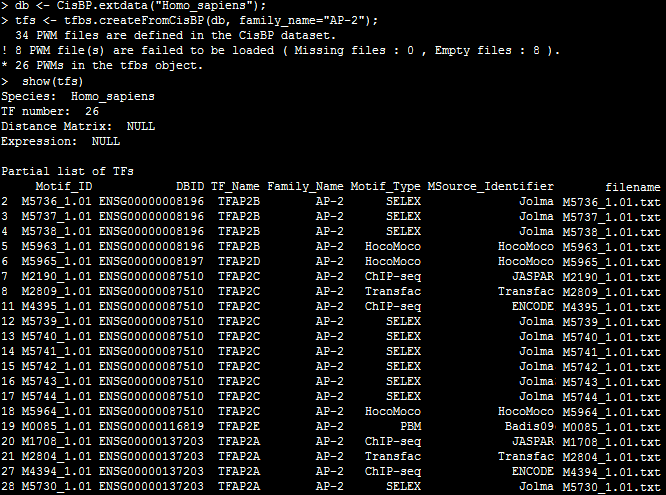 > db <- CisBP.extdata("Homo_sapiens");
> tfs <- tfbs.createFromCisBP(db, family_name="AP-2");
  34 PWM files are defined in the CisBP dataset.
! 8 PWM file(s) are failed to be loaded ( Missing files : 0 , Empty files : 8 ).
* 26 PWMs in the tfbs object.
>  show(tfs)
Species:  Homo_sapiens
TF number:  26
Distance Matrix:  NULL
Expression:  NULL
Partial list of TFs
Motif_ID DBID TF_Name Family_Name Motif_Type MSource_Identifier filename
2 M5736_1.01 ENSG00000008196 TFAP2B AP-2 SELEX Jolma M5736_1.01.txt
3 M5737_1.01 ENSG00000008196 TFAP2B AP-2 SELEX Jolma M5737_1.01.txt
4 M5738_1.01 ENSG00000008196 TFAP2B AP-2 SELEX Jolma M5738_1.01.txt
5 M5963_1.01 ENSG00000008196 TFAP2B AP-2 HocoMoco HocoMoco M5963_1.01.txt
6 M5965_1.01 ENSG00000008197 TFAP2D AP-2 HocoMoco HocoMoco M5965_1.01.txt
7 M2190_1.01 ENSG00000087510 TFAP2C AP-2 ChIP-seq JASPAR M2190_1.01.txt
8 M2809_1.01 ENSG00000087510 TFAP2C AP-2 Transfac Transfac M2809_1.01.txt
11 M4395_1.01 ENSG00000087510 TFAP2C AP-2 ChIP-seq ENCODE M4395_1.01.txt
12 M5739_1.01 ENSG00000087510 TFAP2C AP-2 SELEX Jolma M5739_1.01.txt
13 M5740_1.01 ENSG00000087510 TFAP2C AP-2 SELEX Jolma M5740_1.01.txt
14 M5741_1.01 ENSG00000087510 TFAP2C AP-2 SELEX Jolma M5741_1.01.txt
15 M5742_1.01 ENSG00000087510 TFAP2C AP-2 SELEX Jolma M5742_1.01.txt
16 M5743_1.01 ENSG00000087510 TFAP2C AP-2 SELEX Jolma M5743_1.01.txt
17 M5744_1.01 ENSG00000087510 TFAP2C AP-2 SELEX Jolma M5744_1.01.txt
18 M5964_1.01 ENSG00000087510 TFAP2C AP-2 HocoMoco HocoMoco M5964_1.01.txt
19 M0085_1.01 ENSG00000116819 TFAP2E AP-2 PBM Badis09 M0085_1.01.txt
20 M1708_1.01 ENSG00000137203 TFAP2A AP-2 ChIP-seq JASPAR M1708_1.01.txt
21 M2804_1.01 ENSG00000137203 TFAP2A AP-2 Transfac Transfac M2804_1.01.txt
27 M4394_1.01 ENSG00000137203 TFAP2A AP-2 ChIP-seq ENCODE M4394_1.01.txt
28 M5730_1.01 ENSG00000137203 TFAP2A AP-2 SELEX Jolma M5730_1.01.txt